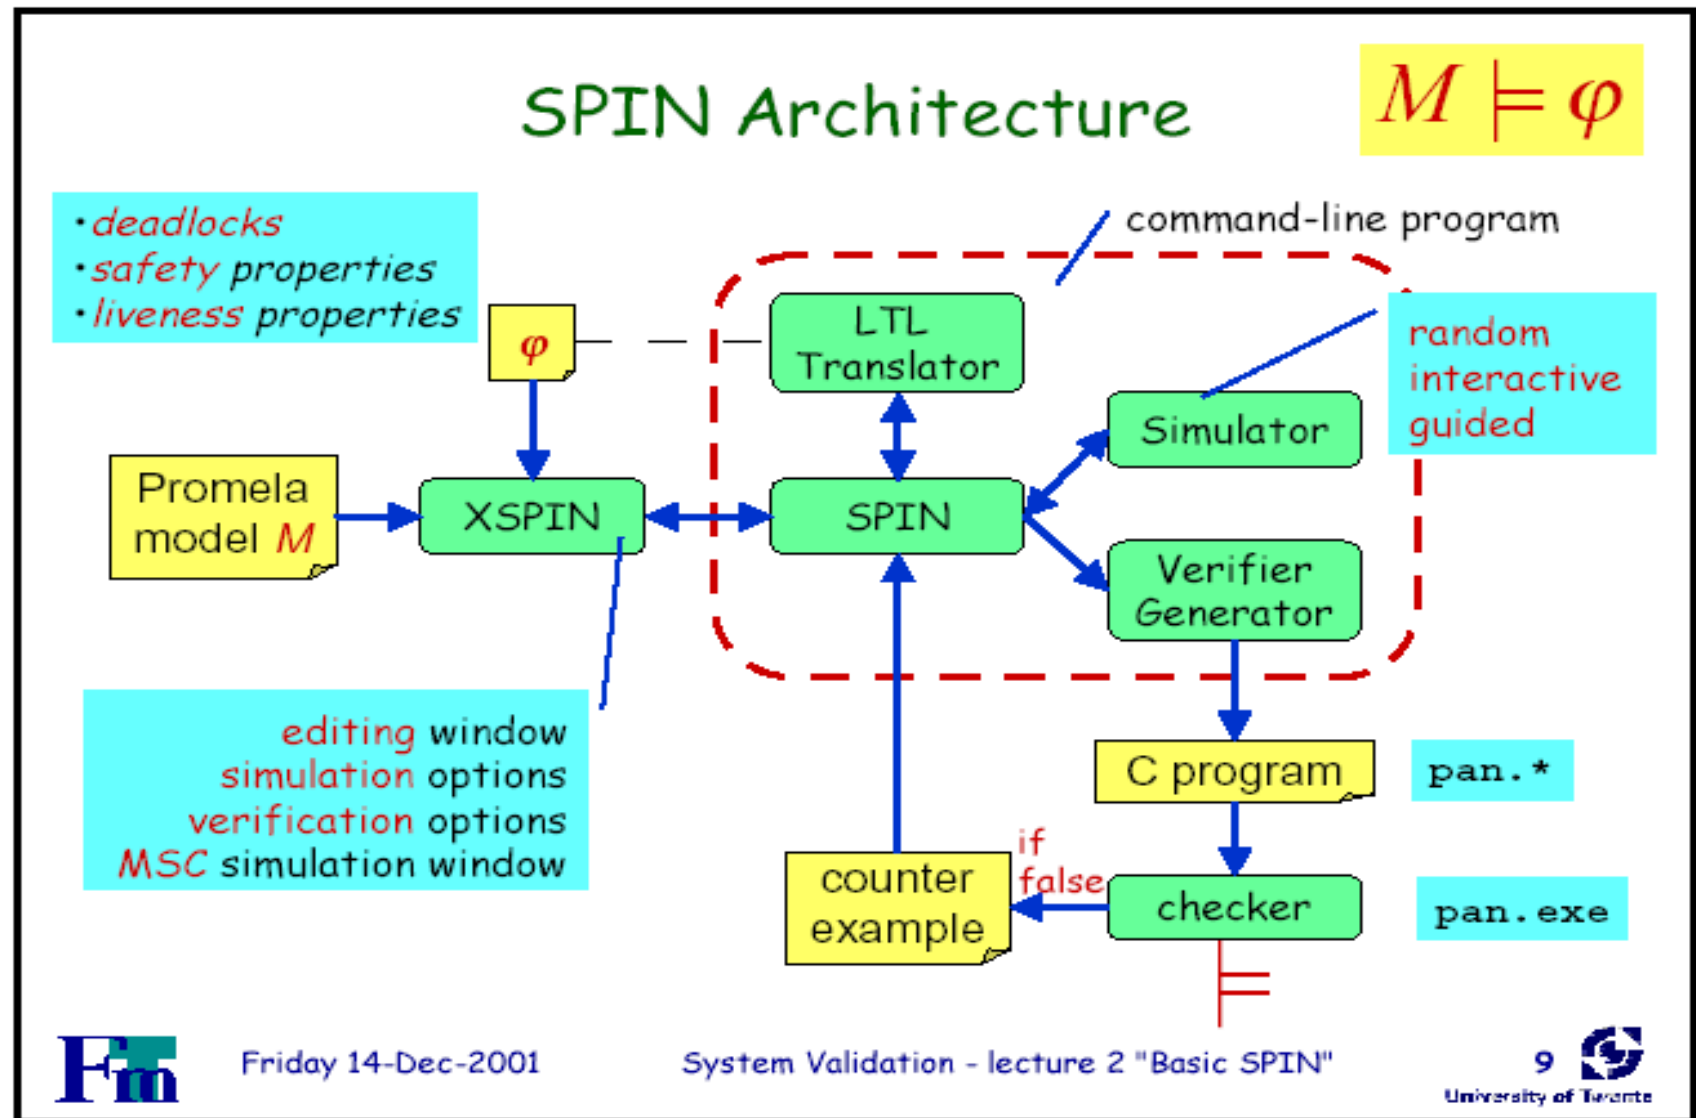 SPIN Architecture
M ⊨ φ
•deadlocks
•safety properties
•liveness properties
command-line program
φ
LTL
Translator
random
interactive
guided
Simulator
Promela
model M
XSPIN
SPIN
Verifier
Generator
editing window
simulation options
verification options
MSC simulation window
C program
pan.*
if
false
counter
example
checker
pan.exe
⊨
Fm
Friday 14-Dec-2001
System Validation - lecture 2 "Basic SPIN"
9
University of Twente